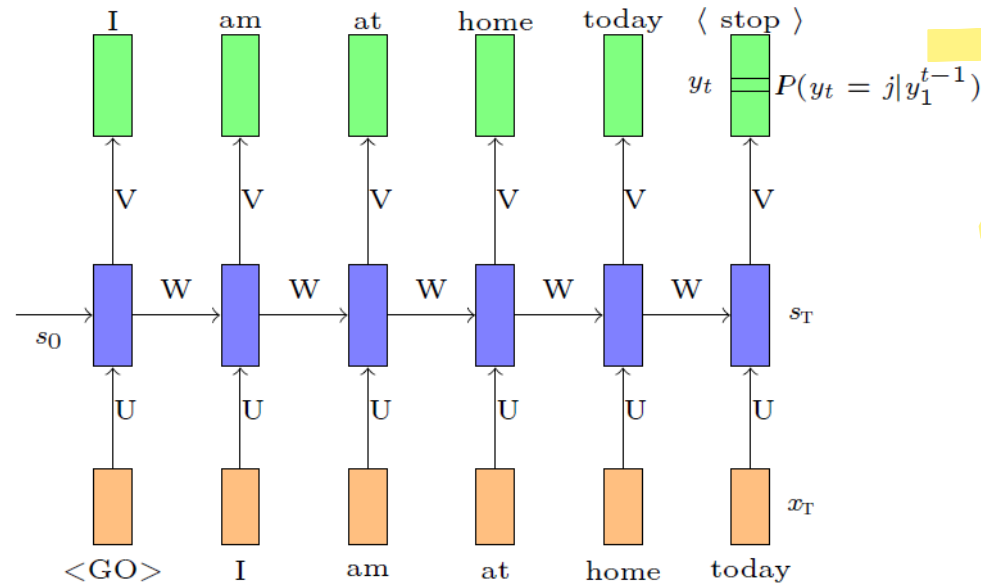 I am at home today ⟨ stop ⟩
y_t P(y_t = j|y_1^{t−1})
V V V V V V
W W W W W
s_0 s_T
U U U U U U
x_T
<GO> I am at home today